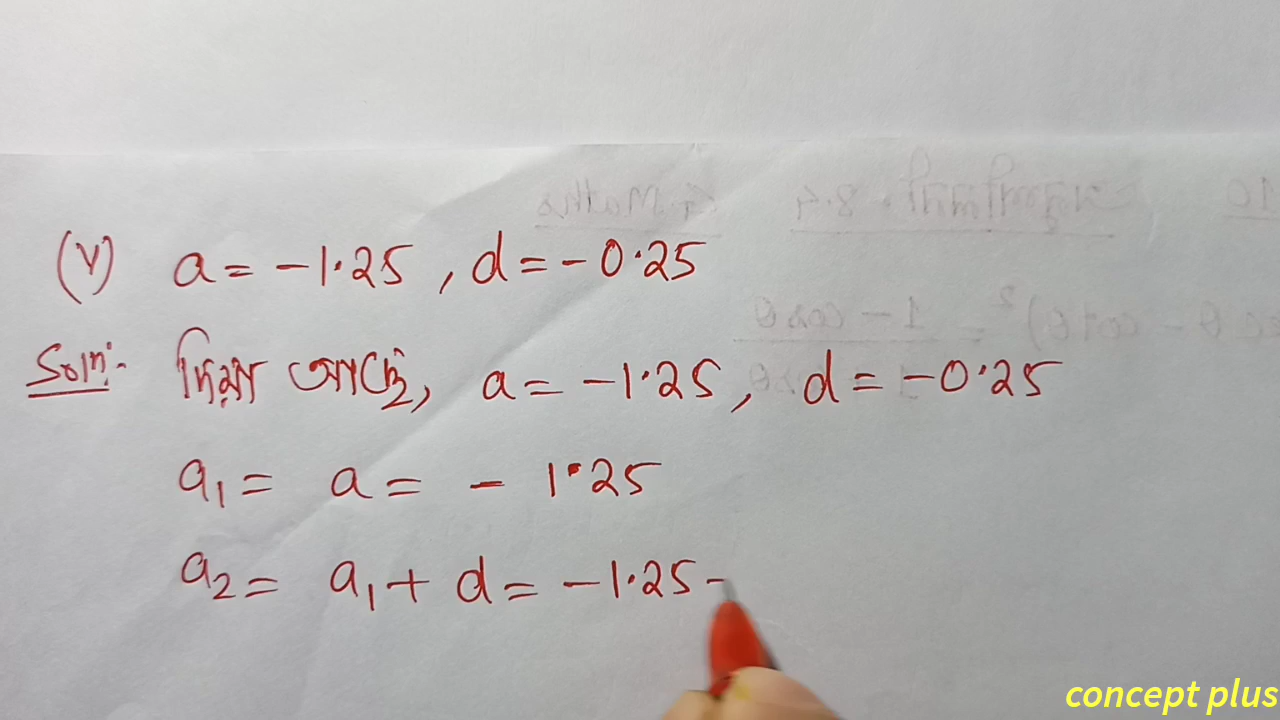 (v) a = -1.25, d = -0.25
Soln:- দিয়া আছে, a = -1.25, d = -0.25
a₁ = a = - 1.25
a₂ = a₁ + d = -1.25 -
concept plus